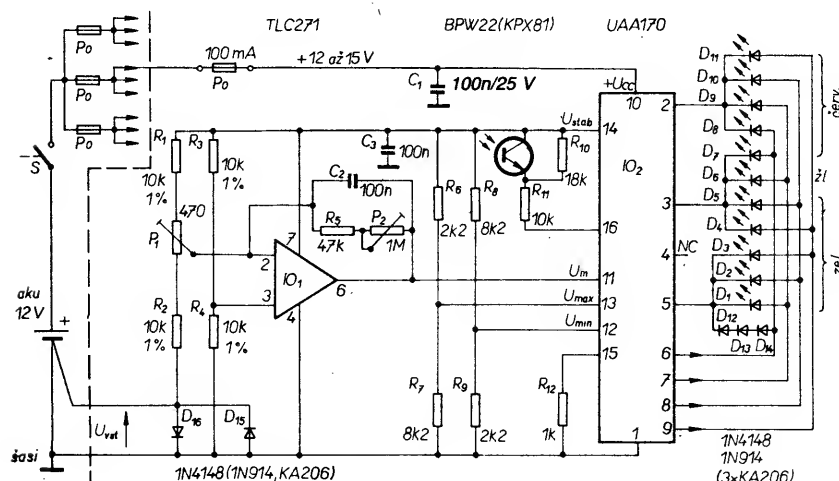 TLC271
BPW22(KPX81)
UAA170
Po
Po
Po
100 mA
Po
+12 až 15 V
C1
100n/25 V
+Ucc
10
2
D11
D10
D9
D8
D7
D6
D5
D4
D3
D2
D1
D12
D13
D14
červ.
žl
zel
S
R1
10k
1%
R3
10k
1%
C3
100n
C2
100n
R5
47k
P2
1M
470
P1
R6
2k2
R8
8k2
R10
18k
R11
10k
Ustab
14
IO2
16
3
4
NC
2
3
7
IO1
6
4
Um
11
Umax
13
Umin
12
15
5
6
7
8
9
1
aku
12V
+
R2
10k
1%
R4
10k
1%
R7
8k2
R9
2k2
R12
1k
Uvst
D16
D15
šasi
1N4148 (1N914, KA206)
1N4148
1N914
(3xKA206)